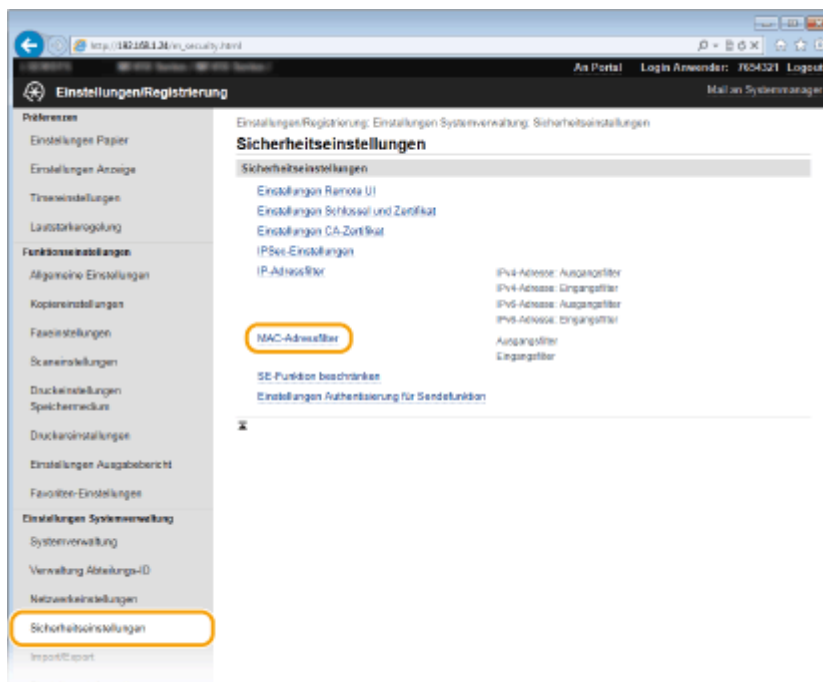 http://192.168.1.24/m_security.html
An Portal Login Anwender: 7654321 Logout
Einstellungen/Registrierung
Mail an Systemmanager
Präferenzen
Einstellungen Papier
Einstellungen Anzeige
Timereinstellungen
Lautstärkeregelung
Funktionseinstellungen
Allgemeine Einstellungen
Kopiereinstellungen
Faxeinstellungen
Scaneinstellungen
Druckeinstellungen
Speichermedium
Druckereinstellungen
Einstellungen Ausgabebericht
Favoriten-Einstellungen
Einstellungen Systemverwaltung
Systemverwaltung
Verwaltung Abteilungs-ID
Netzwerkeinstellungen
Sicherheitseinstellungen
Import/Export
Einstellungen/Registrierung: Einstellungen Systemverwaltung: Sicherheitseinstellungen
Sicherheitseinstellungen
Sicherheitseinstellungen
Einstellungen Remote UI
Einstellungen Schlüssel und Zertifikat
Einstellungen CA-Zertifikat
IPSec-Einstellungen
IP-Adressfilter
IPv4-Adresse: Ausgangsfilter
IPv4-Adresse: Eingangsfilter
IPv6-Adresse: Ausgangsfilter
IPv6-Adresse: Eingangsfilter
MAC-Adressfilter
Ausgangsfilter
Eingangsfilter
SE-Funktion beschränken
Einstellungen Authentisierung für Sendefunktion